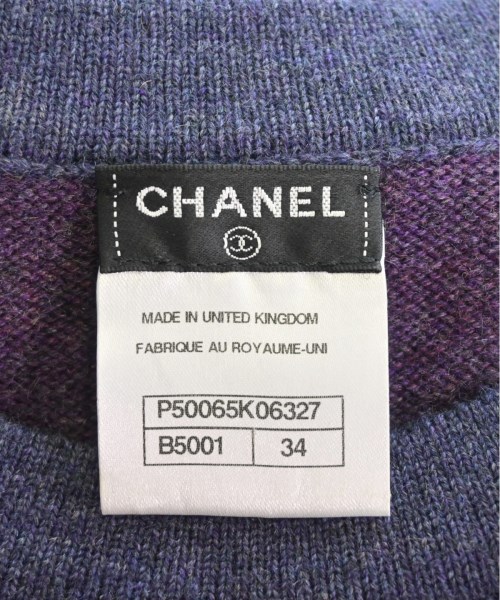 CHANEL
MADE IN UNITED KINGDOM
FABRIQUE AU ROYAUME-UNI
P50065K06327
B5001 34